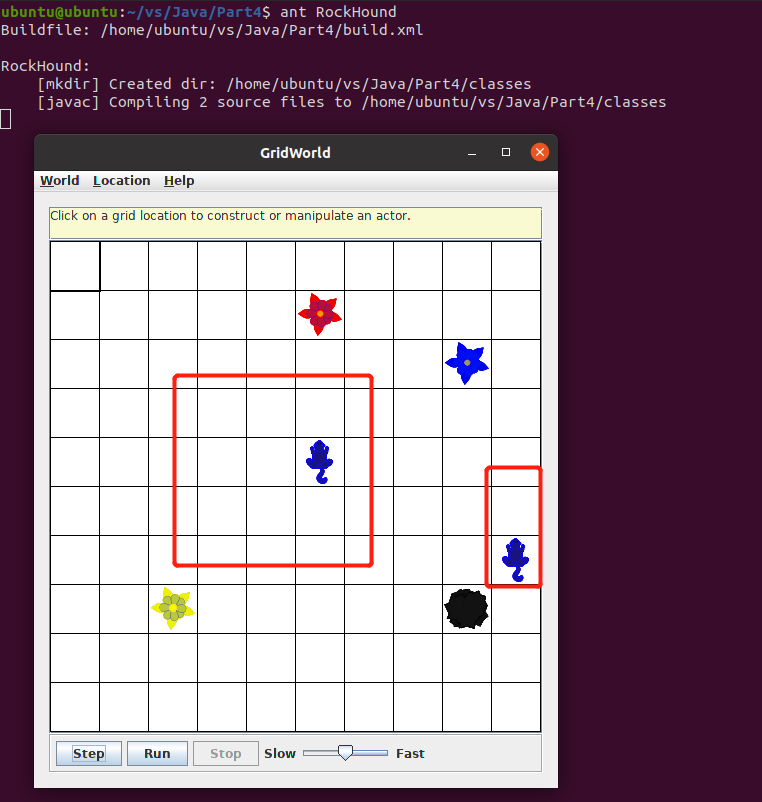 ubuntu@ubuntu:~/vs/Java/Part4$ ant RockHound
Buildfile: /home/ubuntu/vs/Java/Part4/build.xml
RockHound:
[mkdir] Created dir: /home/ubuntu/vs/Java/Part4/classes
[javac] Compiling 2 source files to /home/ubuntu/vs/Java/Part4/classes
GridWorld
World Location Help
Click on a grid location to construct or manipulate an actor.
Step Run Stop Slow Fast